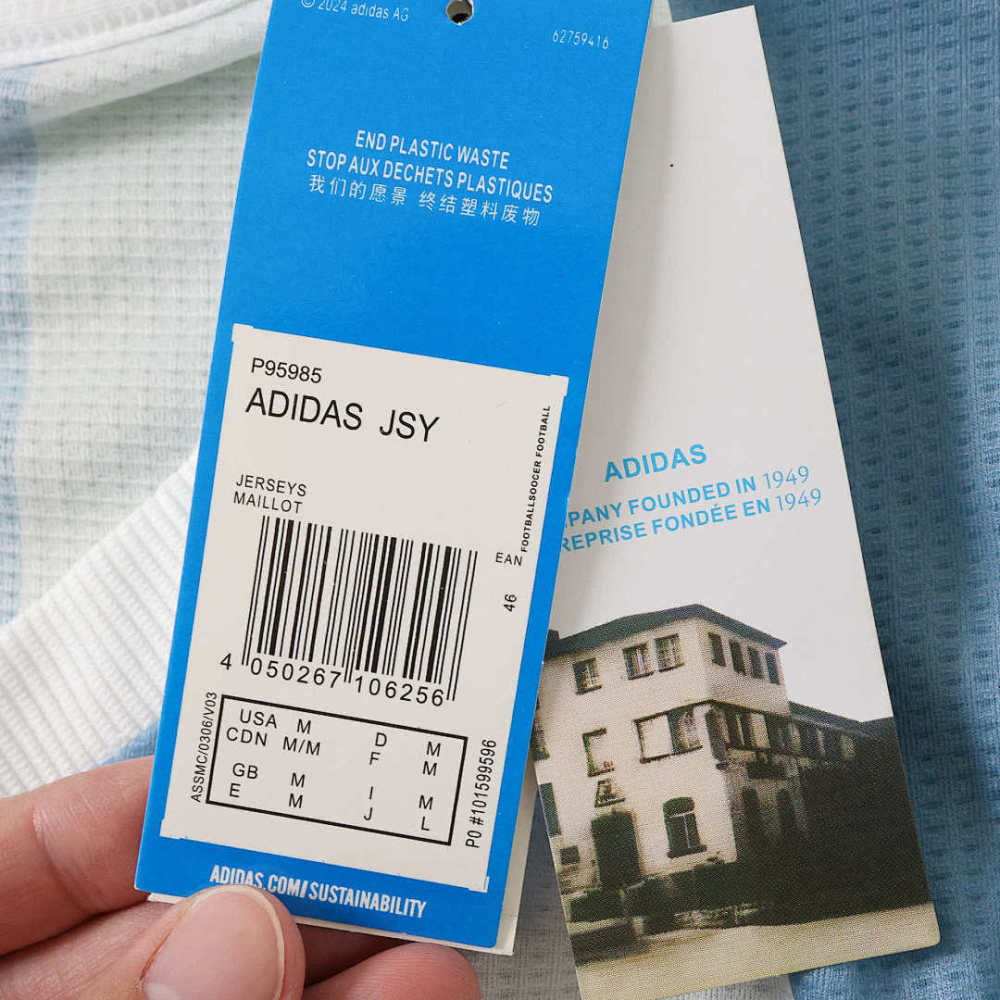 © 2024 adidas AG
62759416
END PLASTIC WASTE
STOP AUX DECHETS PLASTIQUES
我们的愿景 终结塑料废物
P95985
ADIDAS JSY
FOOTBALLSOCCER FOOTBALL
JERSEYS
MAILLOT
EAN
46
4 050267 106256
ASSMC/0306/V03
USA M D M
CDN M/M F M
GB M I M
E M J L
PO #101599596
ADIDAS.COM/SUSTAINABILITY
ADIDAS
PANY FOUNDED IN 1949
REPRISE FONDÉE EN 1949